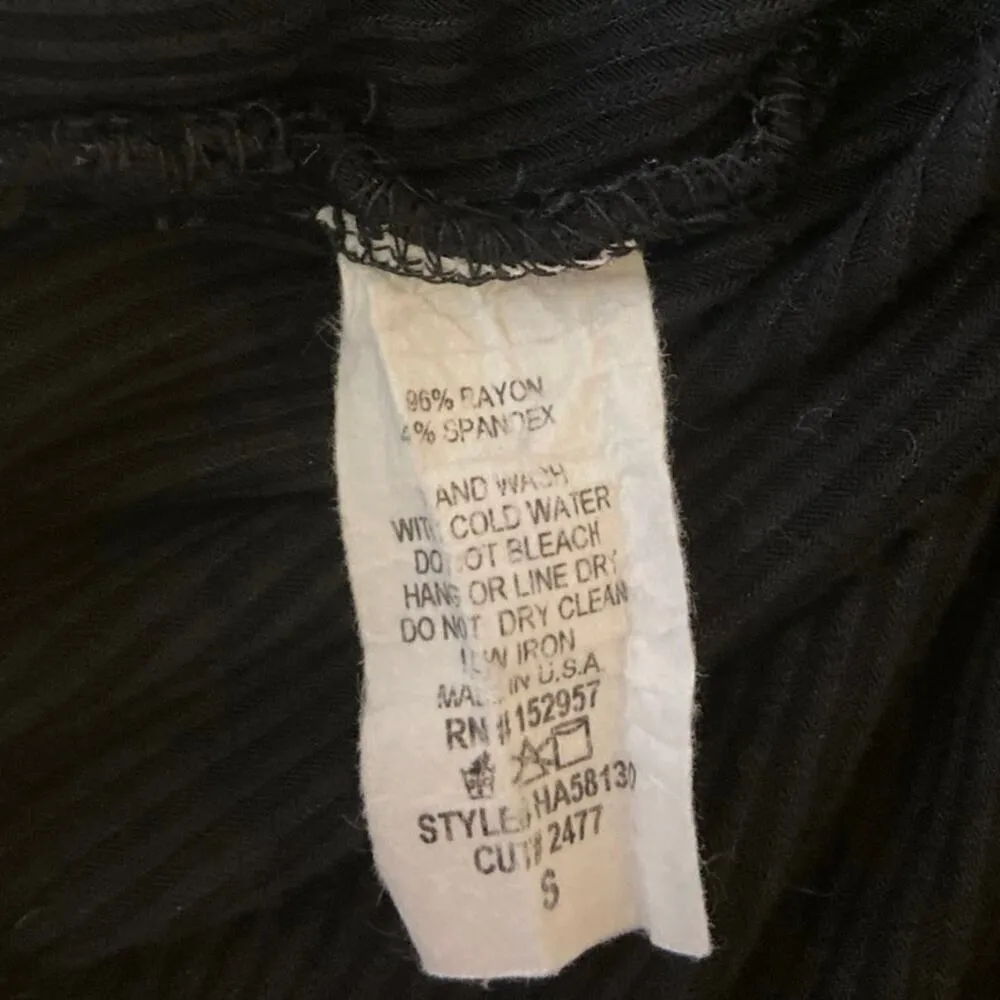 96% RAYON
4% SPANDEX
AND WASH
WITH COLD WATER
DO NOT BLEACH
HANG OR LINE DRY
DO NOT DRY CLEAN
LOW IRON
MADE IN U.S.A.
RN # 152957
STYLE# HA58130
CUT# 2477
S